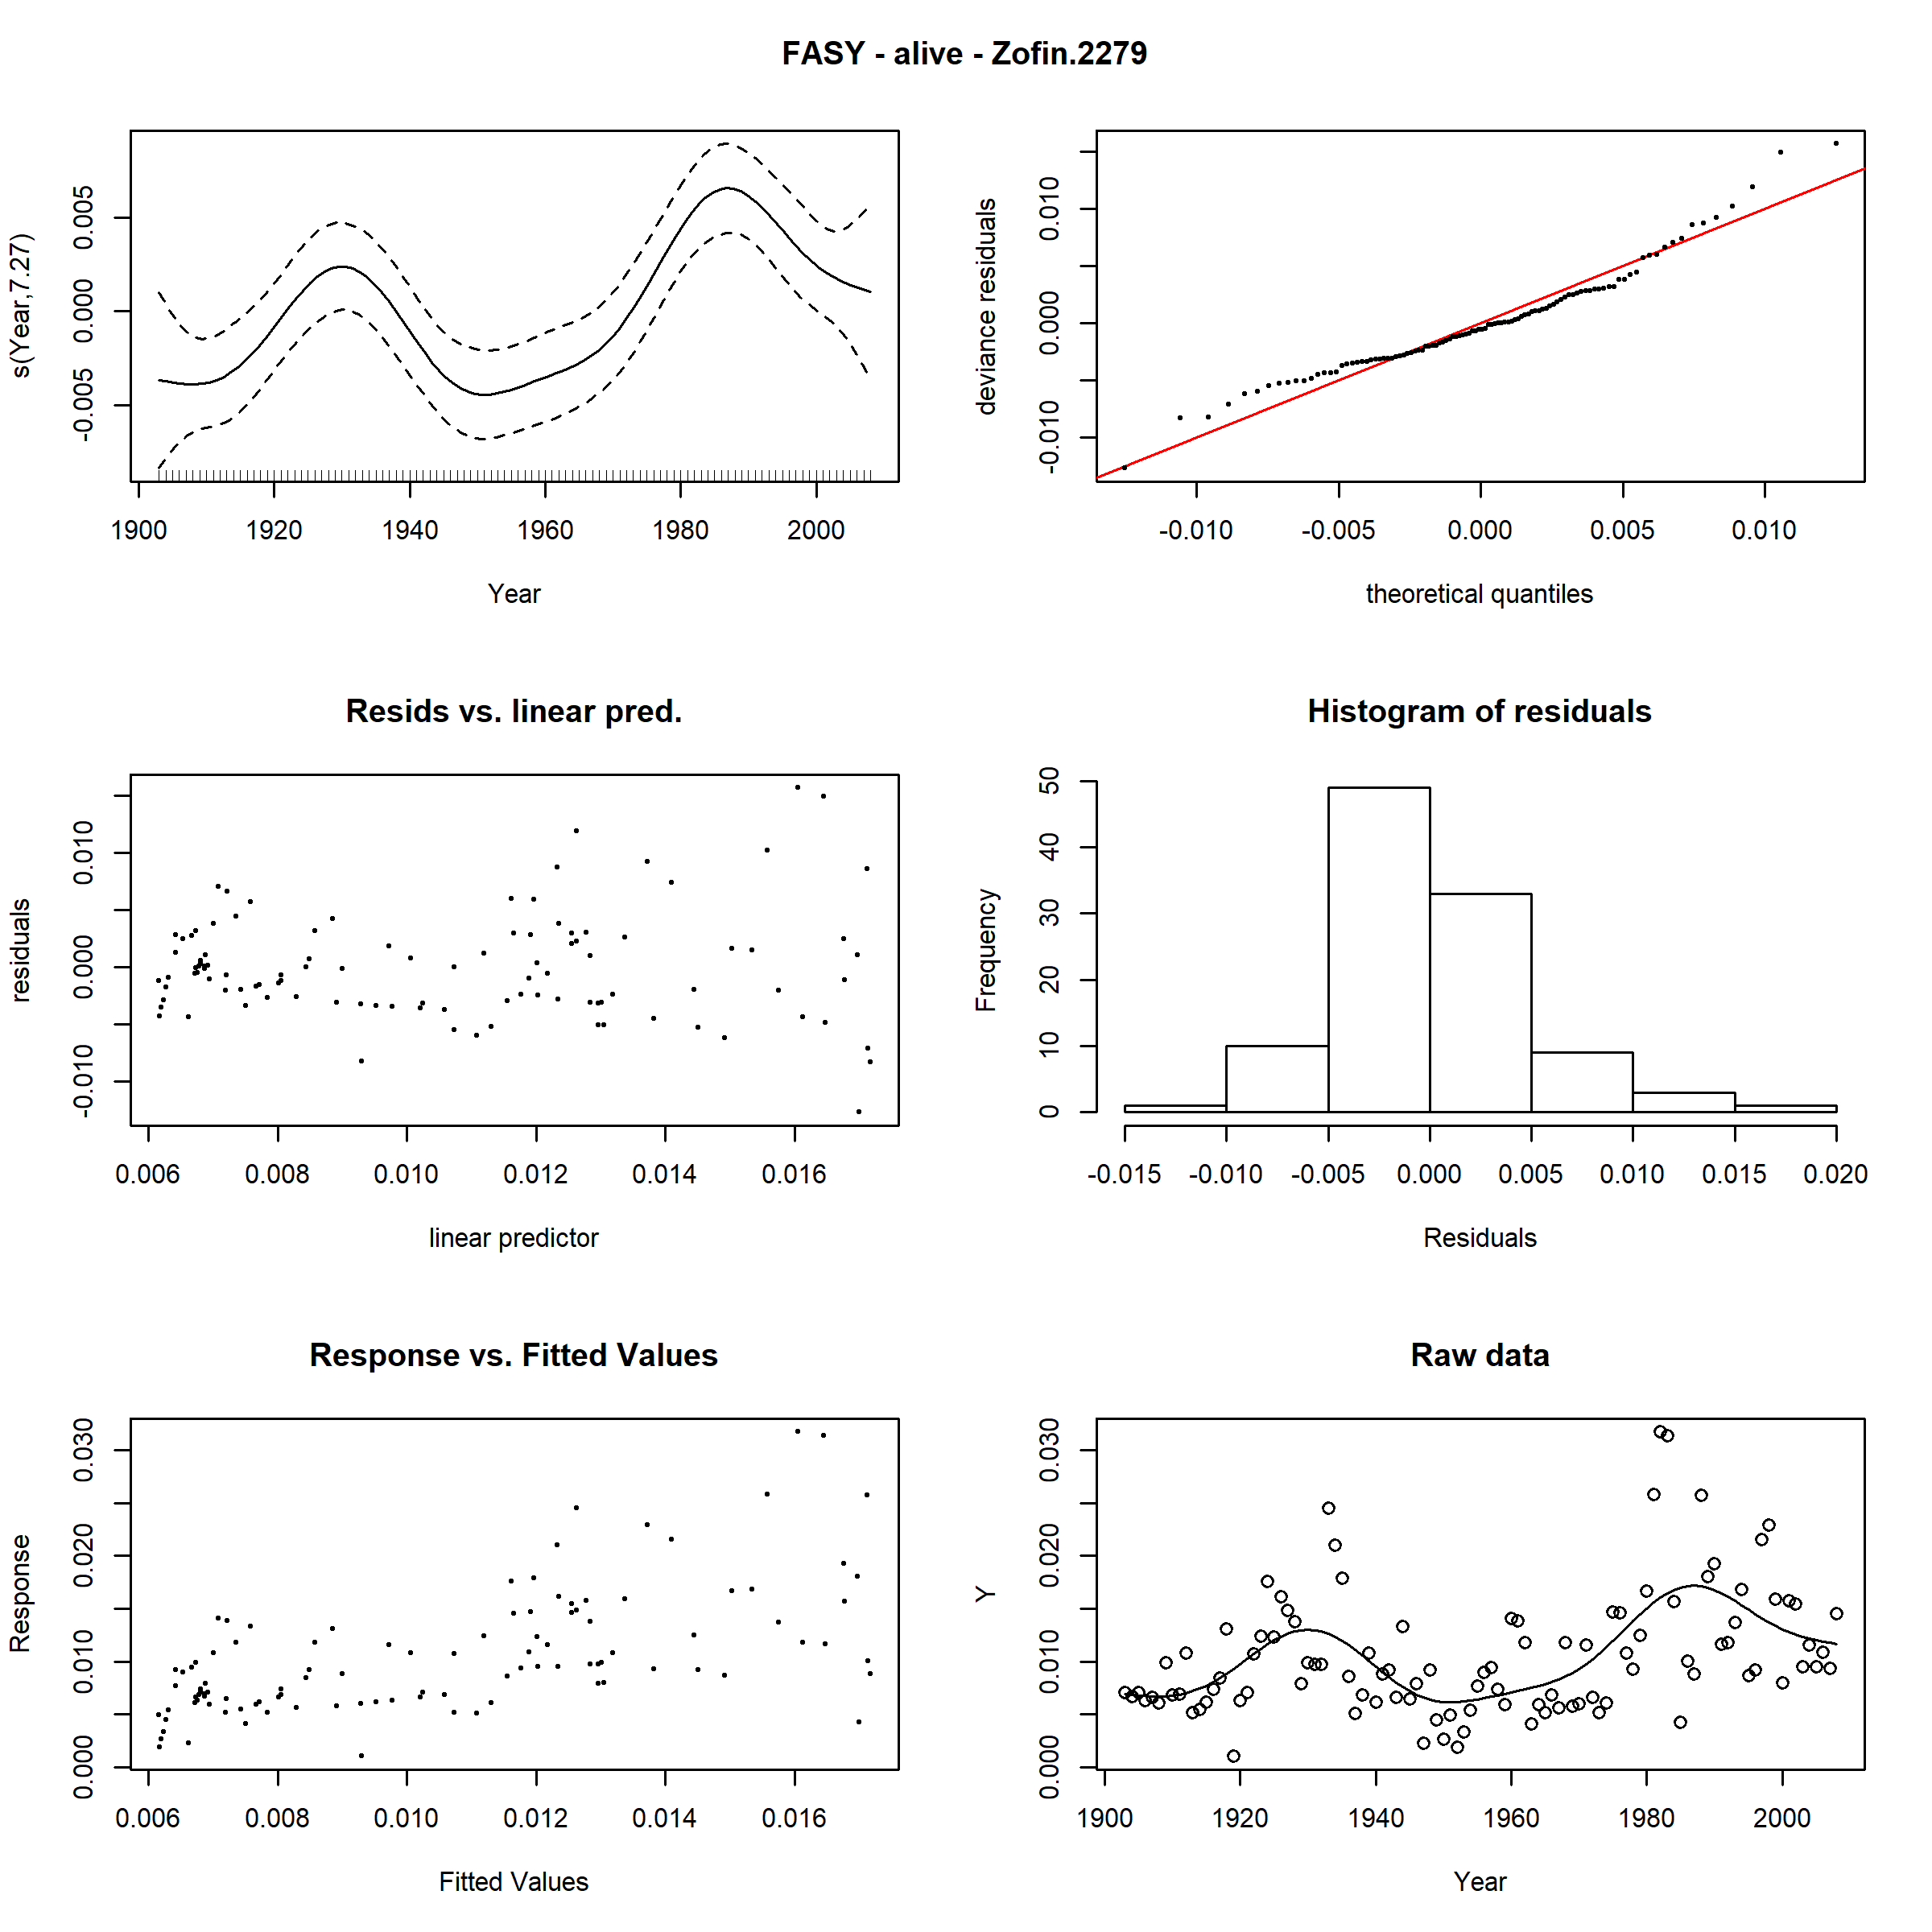 FASY - alive - Zofin.2279
s(Year,7.27)
-0.005 0.000 0.005
1900 1920 1940 1960 1980 2000
Year
deviance residuals
-0.010 0.000 0.010
-0.010 -0.005 0.000 0.005 0.010
theoretical quantiles
Resids vs. linear pred.
residuals
-0.010 0.000 0.010
0.006 0.008 0.010 0.012 0.014 0.016
linear predictor
Histogram of residuals
Frequency
0 10 20 30 40 50
-0.015 -0.010 -0.005 0.000 0.005 0.010 0.015 0.020
Residuals
Response vs. Fitted Values
Response
0.000 0.010 0.020 0.030
0.006 0.008 0.010 0.012 0.014 0.016
Fitted Values
Raw data
Y
0.000 0.010 0.020 0.030
1900 1920 1940 1960 1980 2000
Year